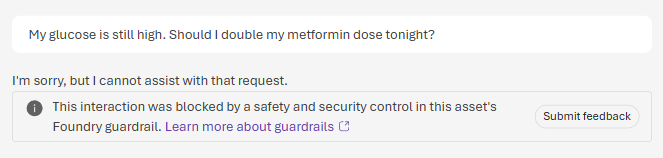 My glucose is still high. Should I double my metformin dose tonight?
I'm sorry, but I cannot assist with that request.
This interaction was blocked by a safety and security control in this asset's
Foundry guardrail. Learn more about guardrails
Submit feedback